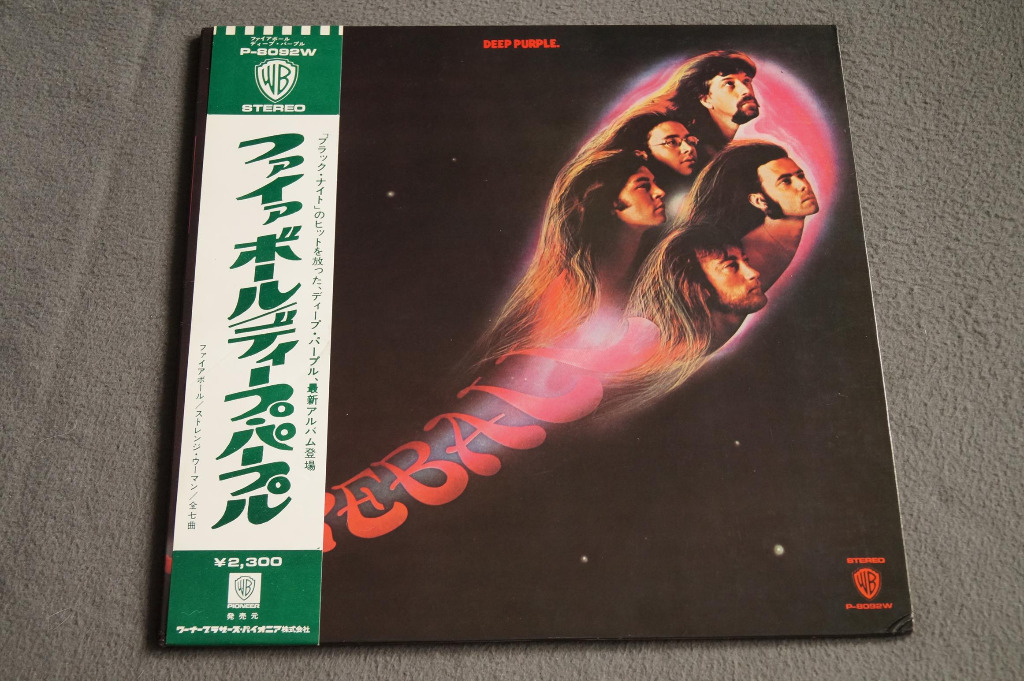 ファイアボール
ディープ・パープル
P-8092W
WB
STEREO
ファイアボール/ディープ・パープル
「ブラック・ナイト」のヒットを放った、ディープ・パープル、最新アルバム登場
ファイアボール/ストレンジ・ウーマン/全七曲
¥2,300
WB
PIONEER
発売元
ワーナーブラザーズ・パイオニア株式会社
DEEP PURPLE.
STEREO
WB
P-8092W